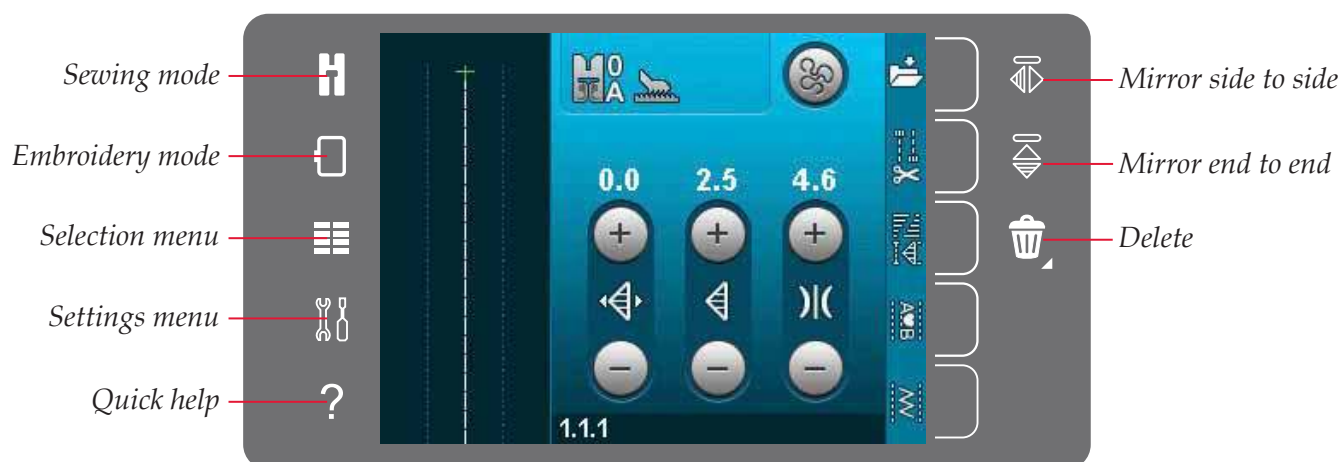 Sewing mode
Embroidery mode
Selection menu
Settings menu
Quick help
0
A
0.0 2.5 4.6
1.1.1
A♥B
Mirror side to side
Mirror end to end
Delete